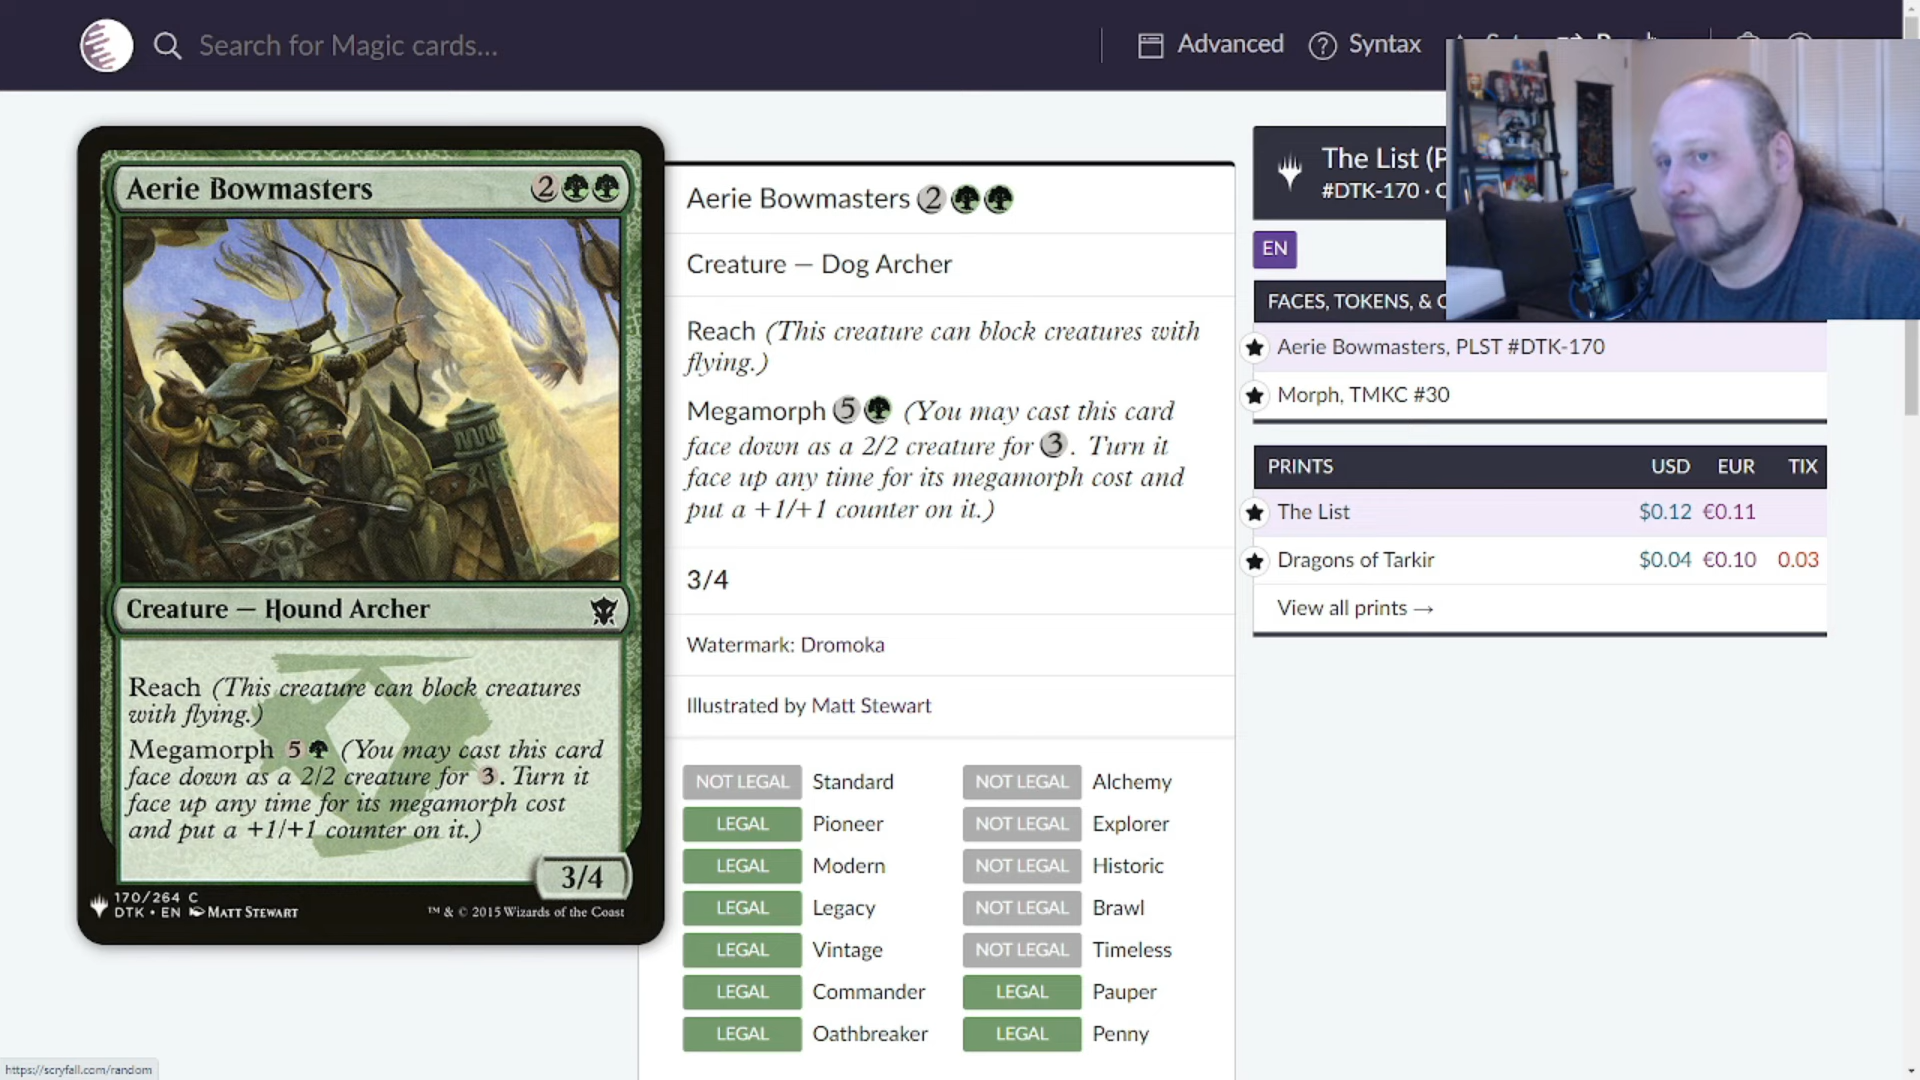 Search for Magic cards...
Advanced
Syntax
Aerie Bowmasters 2
Creature — Hound Archer
Reach (This creature can block creatures
with flying.)
Megamorph 5 (You may cast this card
face down as a 2/2 creature for 3. Turn it
face up any time for its megamorph cost
and put a +1/+1 counter on it.)
3/4
170/264 C
DTK • EN MATT STEWART
™ & © 2015 Wizards of the Coast
Aerie Bowmasters 2
Creature — Dog Archer
Reach (This creature can block creatures with
flying.)
Megamorph 5 (You may cast this card
face down as a 2/2 creature for 3. Turn it
face up any time for its megamorph cost and
put a +1/+1 counter on it.)
3/4
Watermark: Dromoka
Illustrated by Matt Stewart
NOT LEGAL Standard NOT LEGAL Alchemy
LEGAL Pioneer NOT LEGAL Explorer
LEGAL Modern NOT LEGAL Historic
LEGAL Legacy NOT LEGAL Brawl
LEGAL Vintage NOT LEGAL Timeless
LEGAL Commander LEGAL Pauper
LEGAL Oathbreaker LEGAL Penny
The List (P
#DTK-170 · C
EN
FACES, TOKENS, & C
Aerie Bowmasters, PLST #DTK-170
Morph, TMKC #30
PRINTS USD EUR TIX
The List $0.12 €0.11
Dragons of Tarkir $0.04 €0.10 0.03
View all prints →
https://scryfall.com/random